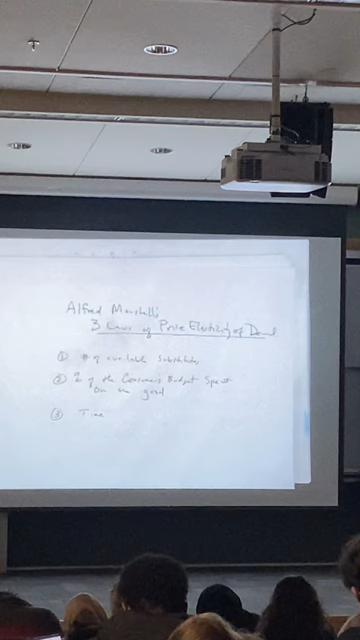 Alfred Marshall's
3 Laws of Price Elasticity of Demand
① # of available Substitutes
② % of the Consumers Budget Spent
on the good
③ Time